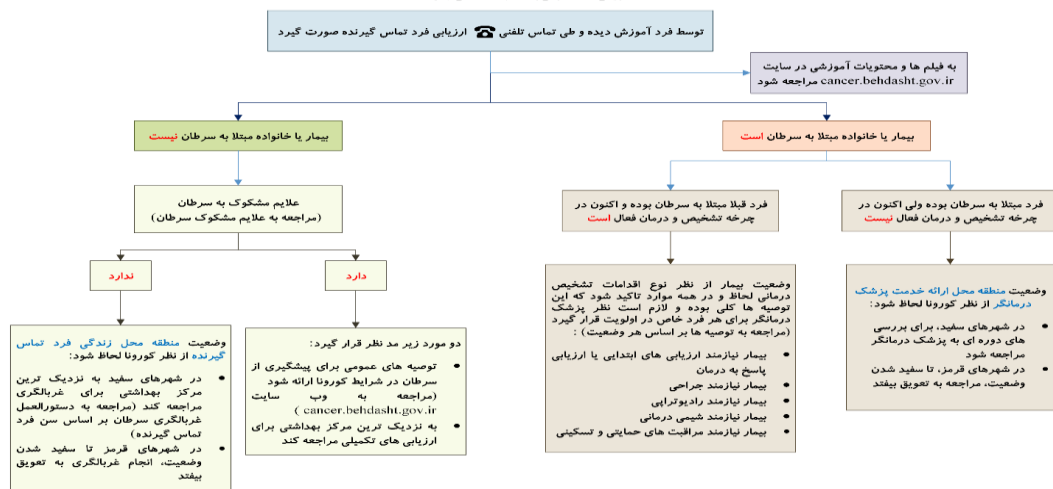 توسط فرد آموزش دیده و طی تماس تلفنی ☎ ارزیابی فرد تماس گیرنده صورت گیرد
به فیلم ها و محتویات آموزشی در سایت
cancer.behdasht.gov.ir مراجعه شود
بیمار یا خانواده مبتلا به سرطان است
بیمار یا خانواده مبتلا به سرطان نیست
فرد مبتلا به سرطان بوده ولی اکنون در
چرخه تشخیص و درمان فعال نیست
فرد قبلا مبتلا به سرطان بوده و اکنون در
چرخه تشخیص و درمان فعال است
علایم مشکوک به سرطان
(مراجعه به علایم مشکوک سرطان)
دارد
ندارد
وضعیت منطقه محل ارائه خدمت پزشک
درمانگر از نظر کورونا لحاظ شود:
در شهرهای سفید، برای بررسی
های دوره ای به پزشک درمانگر
مراجعه شود
در شهرهای قرمز، تا سفید شدن
وضعیت، مراجعه به تعویق بیفتد
وضعیت بیمار از نظر نوع اقدامات تشخیص
درمانی لحاظ و در همه موارد تاکید شود که این
توصیه ها کلی بوده و لازم است نظر پزشک
درمانگر برای هر فرد خاص در اولویت قرار گیرد
(مراجعه به توصیه ها بر اساس هر وضعیت) :
بیمار نیازمند ارزیابی های ابتدایی یا ارزیابی
پاسخ به درمان
بیمار نیازمند جراحی
بیمار نیازمند رادیوتراپی
بیمار نیازمند شیمی درمانی
بیمار نیازمند مراقبت های حمایتی و تسکینی
دو مورد زیر مد نظر قرار گیرد:
توصیه های عمومی برای پیشگیری از
سرطان در شرایط کورونا ارائه شود
(مراجعه به وب سایت
cancer.behdasht.gov.ir )
به نزدیک ترین مرکز بهداشتی برای
ارزیابی های تکمیلی مراجعه کند
وضعیت منطقه محل زندگی فرد تماس
گیرنده از نظر کورونا لحاظ شود:
در شهرهای سفید به نزدیک ترین
مرکز بهداشتی برای غربالگری
مراجعه کند (مراجعه به دستورالعمل
غربالگری سرطان بر اساس سن فرد
تماس گیرنده)
در شهرهای قرمز تا سفید شدن
وضعیت، انجام غربالگری به تعویق
بیفتد